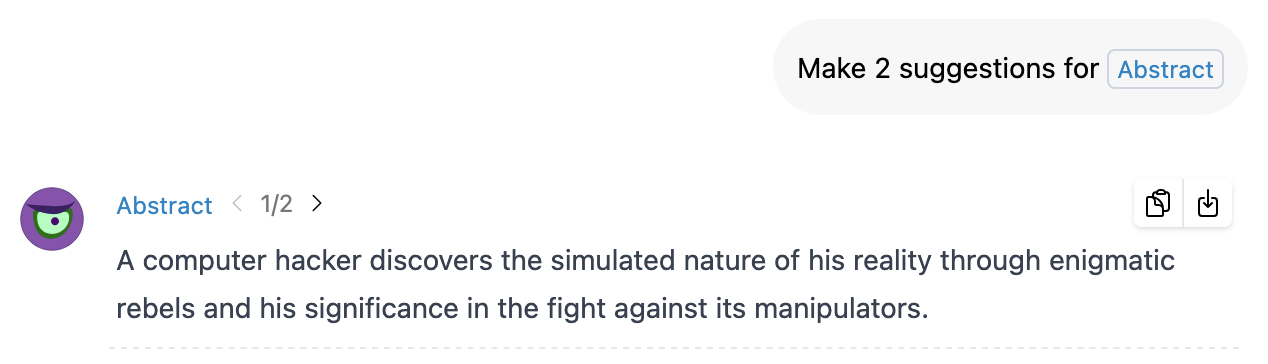 Make 2 suggestions for Abstract
Abstract < 1/2 >
A computer hacker discovers the simulated nature of his reality through enigmatic
rebels and his significance in the fight against its manipulators.